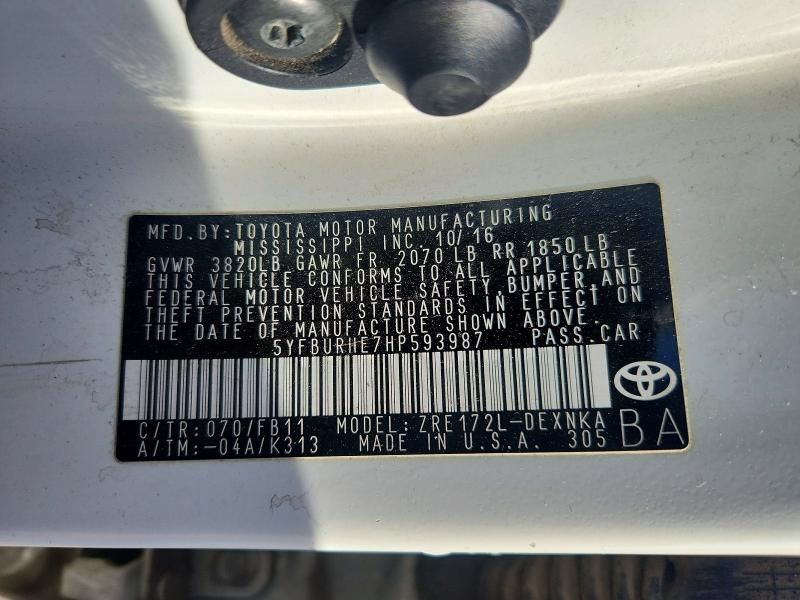 MFD. BY: TOYOTA MOTOR MANUFACTURING
MISSISSIPPI INC. 10/16
GVWR 3820LB GAWR FR. 2070 LB RR 1850 LB
THIS VEHICLE CONFORMS TO ALL APPLICABLE
FEDERAL MOTOR VEHICLE SAFETY, BUMPER, AND
THEFT PREVENTION STANDARDS IN EFFECT ON
THE DATE OF MANUFACTURE SHOWN ABOVE.
5YFBURHE7HP593987 PASS. CAR
C/TR: 070/FB11 MODEL: ZRE172L-DEXNKA
A/TM: -04A/K313 MADE IN U.S.A. 305
BA